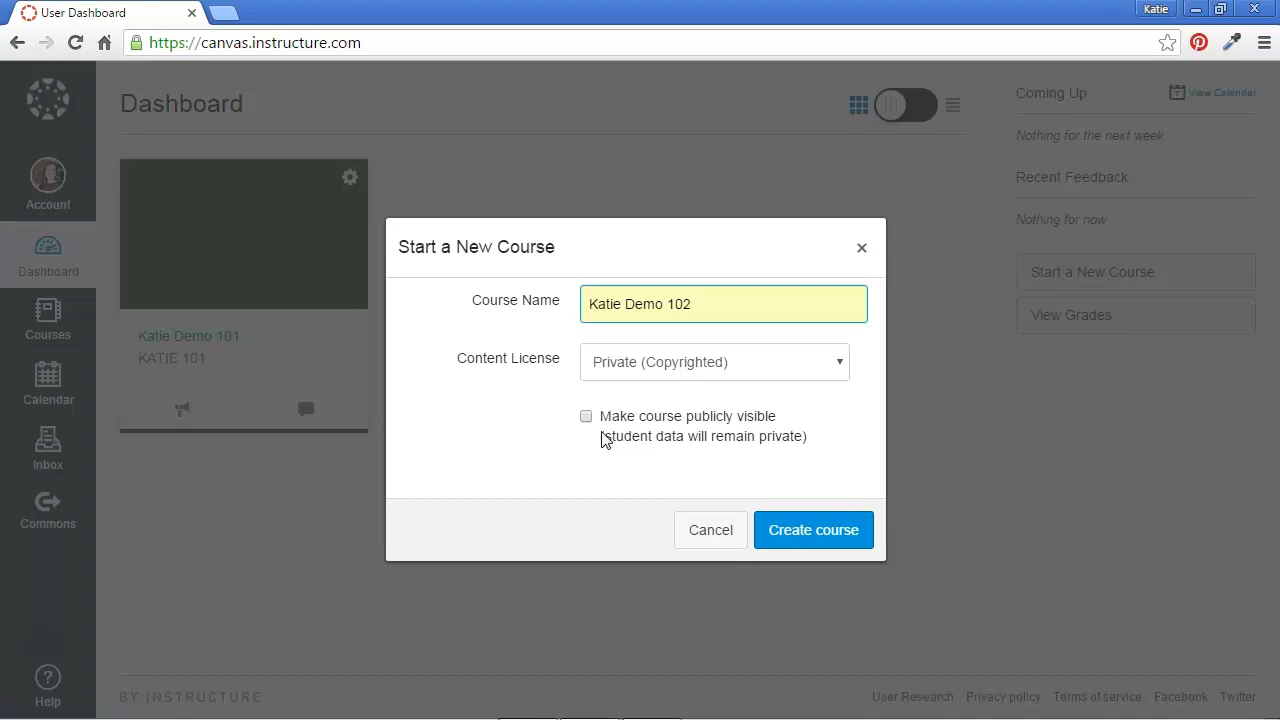 User Dashboard
Katie
https://canvas.instructure.com
Account
Dashboard
Courses
Calendar
Inbox
Commons
Help
Dashboard
Katie Demo 101
KATIE 101
Start a New Course
Course Name
Katie Demo 102
Content License
Private (Copyrighted)
Make course publicly visible
(student data will remain private)
Cancel
Create course
Coming Up
View Calendar
Nothing for the next week
Recent Feedback
Nothing for now
Start a New Course
View Grades
BY INSTRUCTURE
User Research Privacy policy Terms of service Facebook Twitter